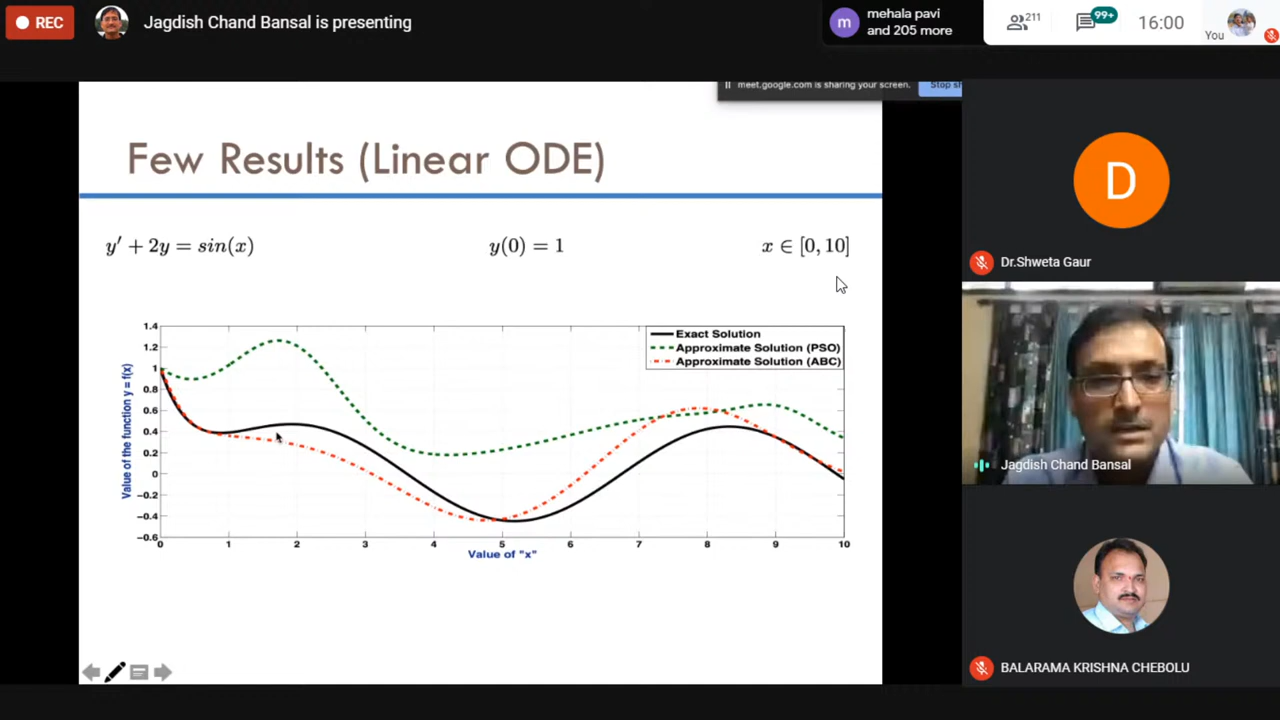 REC
Jagdish Chand Bansal is presenting
m
mehala pavi
and 205 more
211
99+
16:00
You
meet.google.com is sharing your screen.
Few Results (Linear ODE)
y′ + 2y = sin(x)
y(0) = 1
x ∈ [0, 10]
Exact Solution
Approximate Solution (PSO)
Approximate Solution (ABC)
Value of the function y = f(x)
1.4
1.2
1
0.8
0.6
0.4
0.2
0
−0.2
−0.4
−0.6
0 1 2 3 4 5 6 7 8 9 10
Value of "x"
D
Dr.Shweta Gaur
Jagdish Chand Bansal
BALARAMA KRISHNA CHEBOLU